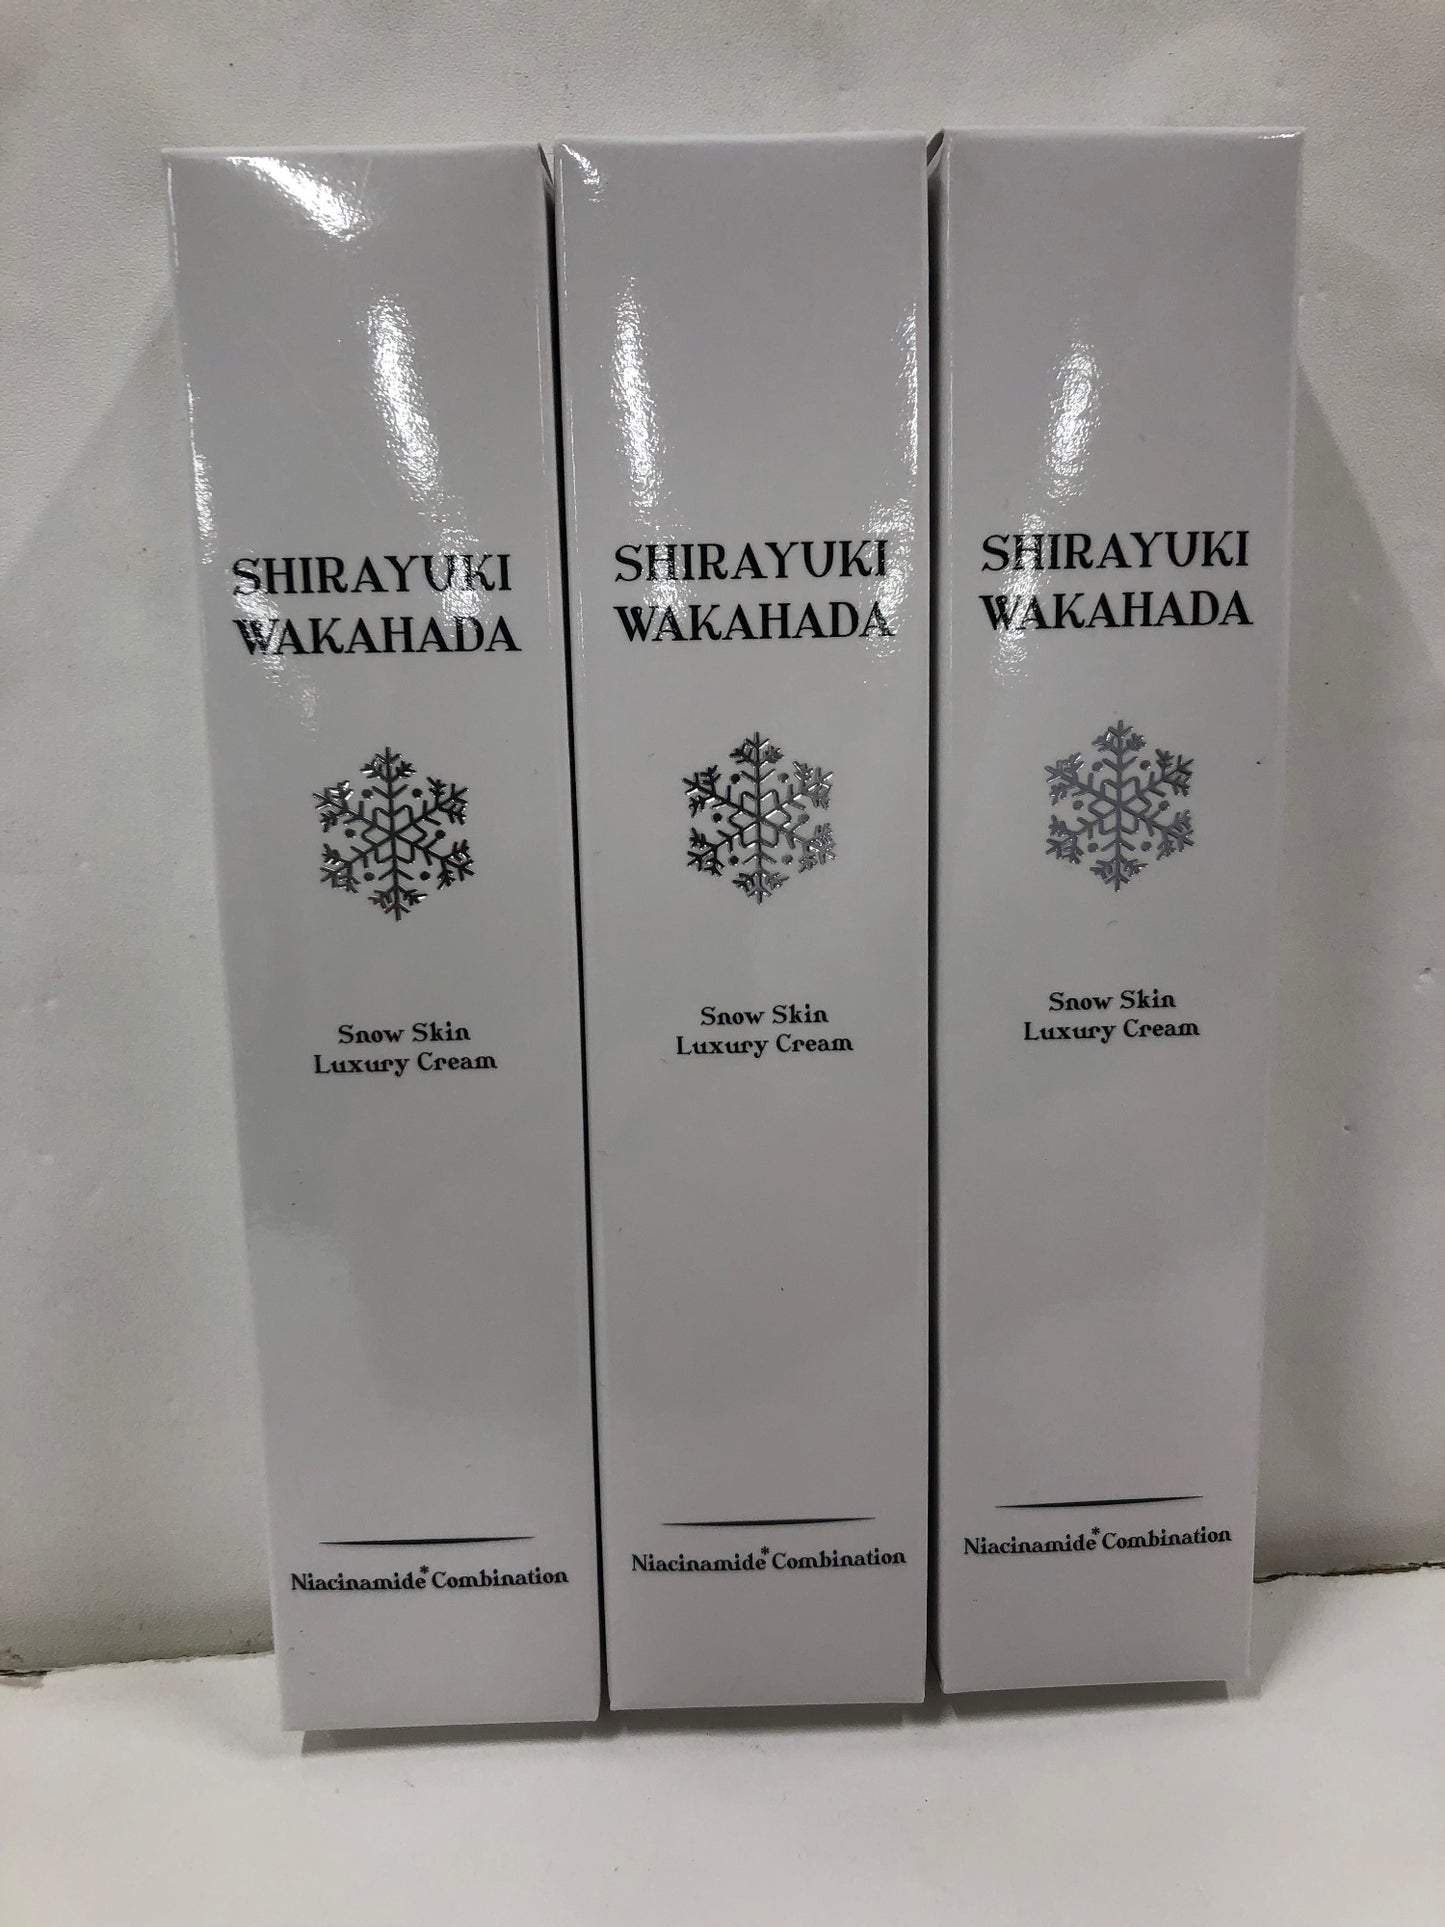 SHIRAYUKI
WAKAHADA
Snow Skin
Luxury Cream
Niacinamide* Combination
SHIRAYUKI
WAKAHADA
Snow Skin
Luxury Cream
Niacinamide* Combination
SHIRAYUKI
WAKAHADA
Snow Skin
Luxury Cream
Niacinamide* Combination